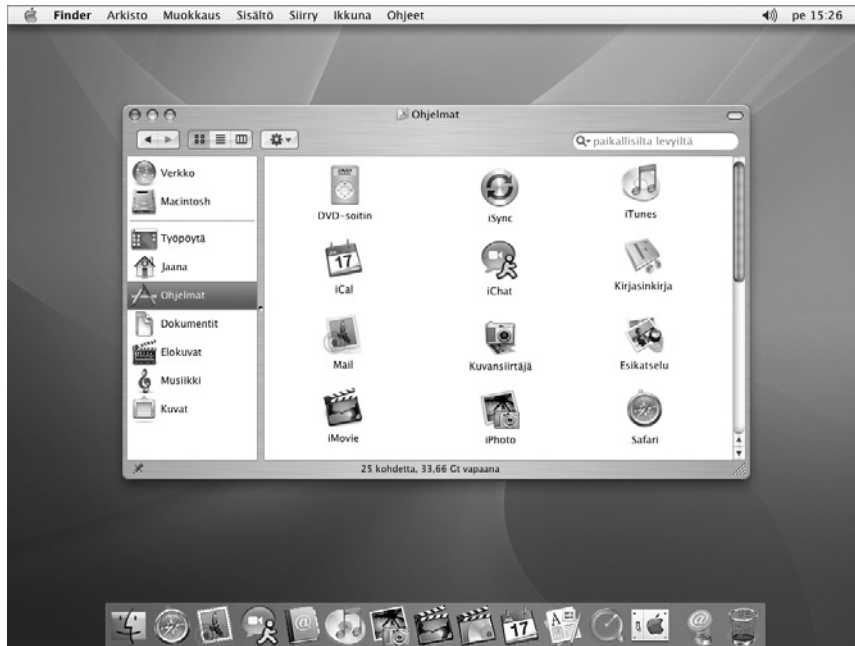 Finder Arkisto Muokkaus Sisältö Siirry Ikkuna Ohjeet pe 15:26
Ohjelmat
paikallisilta levyiltä
Verkko
Macintosh
Työpöytä
Jaana
Ohjelmat
Dokumentit
Elokuvat
Musiikki
Kuvat
DVD-soitin iSync iTunes
17
iCal iChat Kirjasinkirja
Mail Kuvansiirtäjä Esikatselu
iMovie iPhoto Safari
25 kohdetta, 33,66 Gt vapaana
@ 17 A @